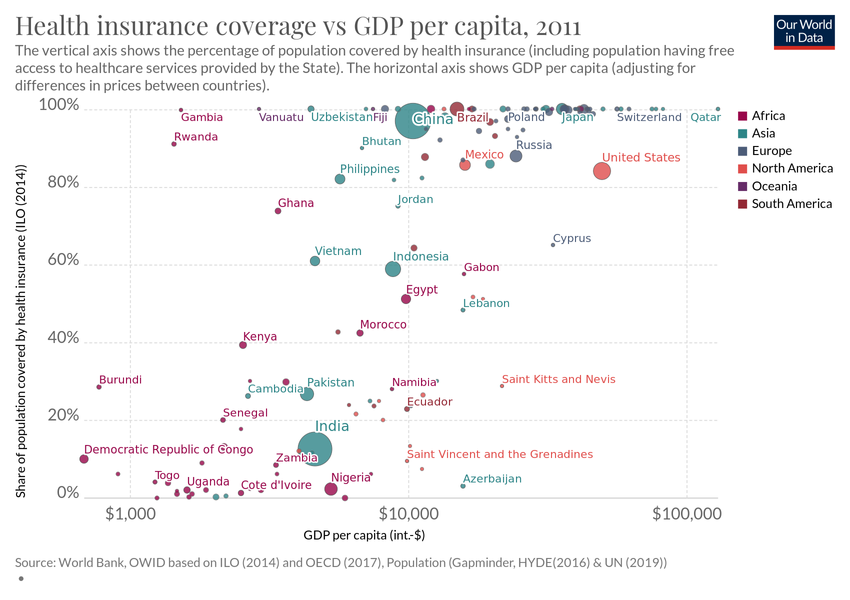 Health insurance coverage vs GDP per capita, 2011
Our World
in Data
The vertical axis shows the percentage of population covered by health insurance (including population having free
access to healthcare services provided by the State). The horizontal axis shows GDP per capita (adjusting for
differences in prices between countries).
Share of population covered by health insurance (ILO (2014))
100%
80%
60%
40%
20%
0%
Gambia
Vanuatu
Uzbekistan
Fiji
China
Brazil
Poland
Japan
Switzerland
Qatar
Rwanda
Bhutan
Russia
Mexico
United States
Philippines
Jordan
Ghana
Cyprus
Vietnam
Indonesia
Gabon
Egypt
Lebanon
Morocco
Kenya
Burundi
Cambodia
Pakistan
Namibia
Saint Kitts and Nevis
Ecuador
Senegal
India
Democratic Republic of Congo
Zambia
Saint Vincent and the Grenadines
Togo
Uganda
Cote d'Ivoire
Nigeria
Azerbaijan
$1,000
$10,000
$100,000
GDP per capita (int.-$)
Africa
Asia
Europe
North America
Oceania
South America
Source: World Bank, OWID based on ILO (2014) and OECD (2017), Population (Gapminder, HYDE(2016) & UN (2019))